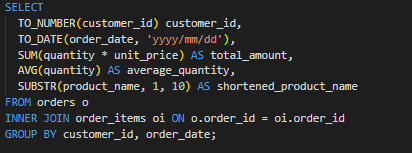 SELECT
TO_NUMBER(customer_id) customer_id,
TO_DATE(order_date, 'yyyy/mm/dd'),
SUM(quantity * unit_price) AS total_amount,
AVG(quantity) AS average_quantity,
SUBSTR(product_name, 1, 10) AS shortened_product_name
FROM orders o
INNER JOIN order_items oi ON o.order_id = oi.order_id
GROUP BY customer_id, order_date;